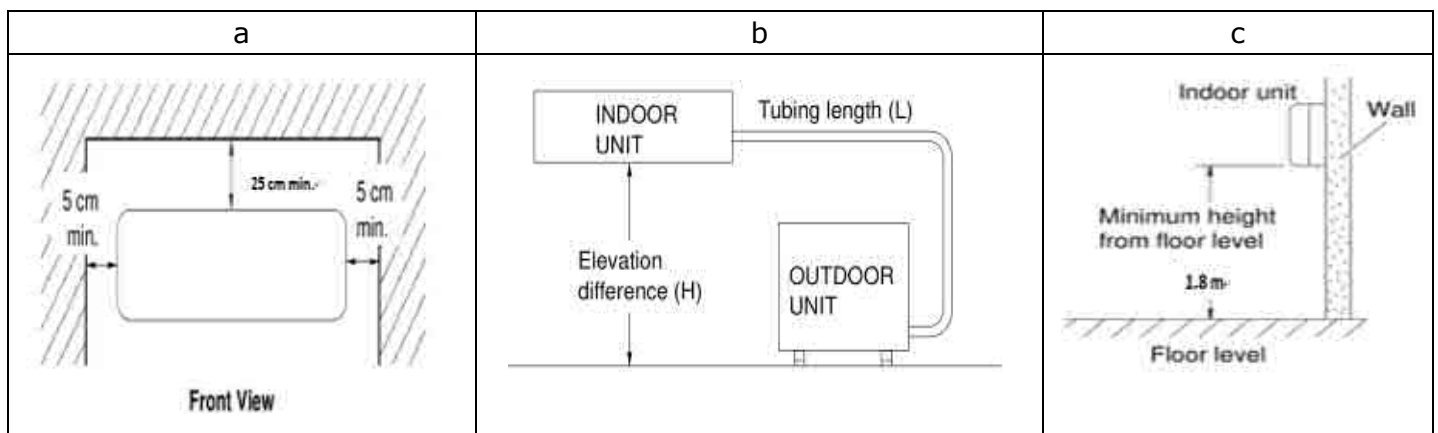 a
b
c
25 cm min.
5 cm
min.
5 cm
min.
Front View
INDOOR
UNIT
Tubing length (L)
Elevation
difference (H)
OUTDOOR
UNIT
Indoor unit
Wall
Minimum height
from floor level
1.8 m
Floor level